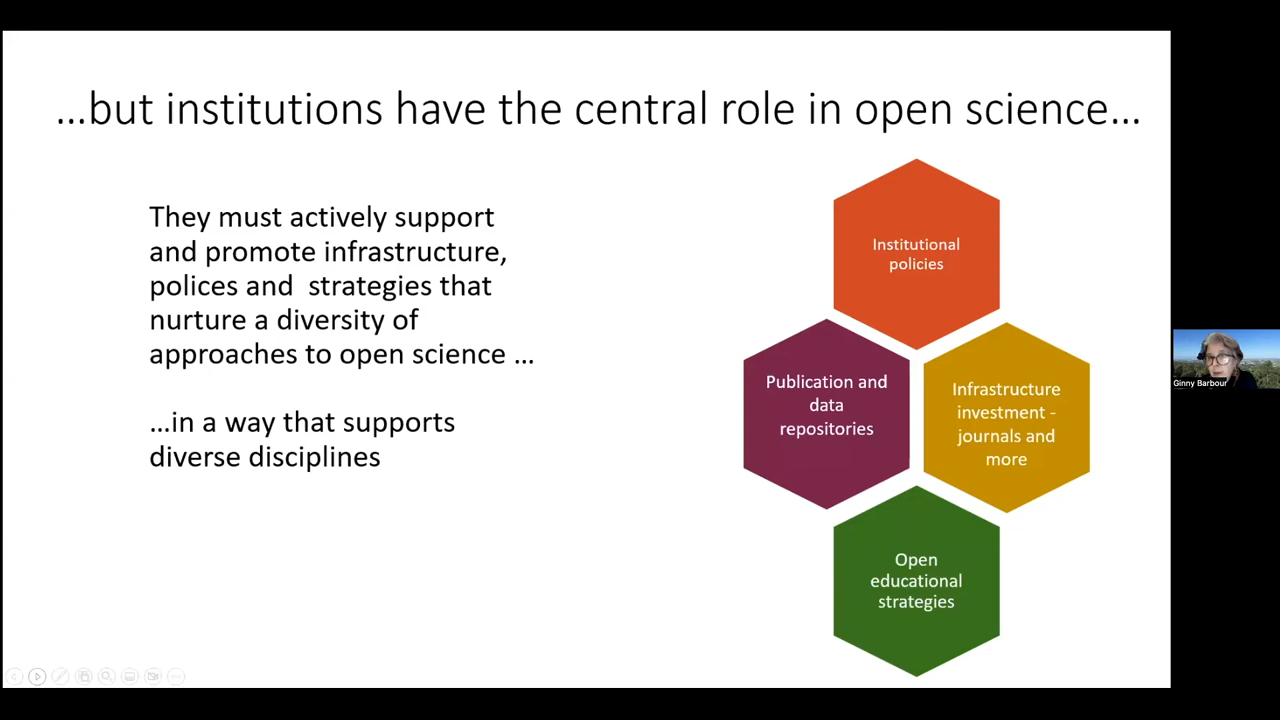 ...but institutions have the central role in open science...
They must actively support
and promote infrastructure,
polices and  strategies that
nurture a diversity of
approaches to open science ...
...in a way that supports
diverse disciplines
Institutional
policies
Publication and
data
repositories
Infrastructure
investment -
journals and
more
Open
educational
strategies
Ginny Barbour